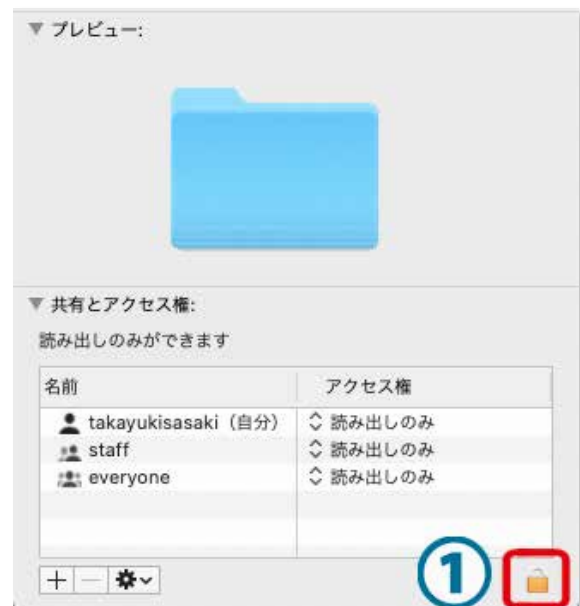 プレビュー:
共有とアクセス権:
読み出しのみができます
名前 アクセス権
takayukisasaki（自分） 読み出しのみ
staff 読み出しのみ
everyone 読み出しのみ
1